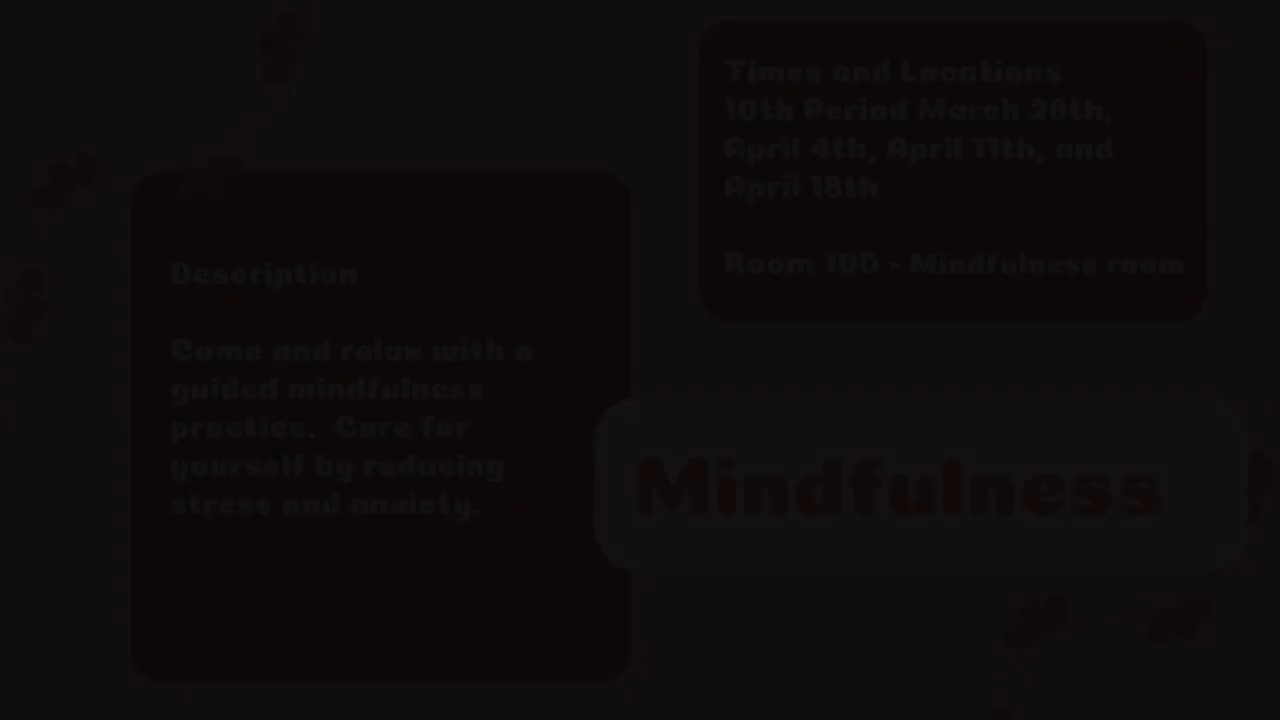 Times and Locations
10th Period March 28th,
April 4th, April 11th, and
April 18th
Room 100 - Mindfulness room
Description
Come and relax with a
guided mindfulness
practice. Care for
yourself by reducing
stress and anxiety.
Mindfulness